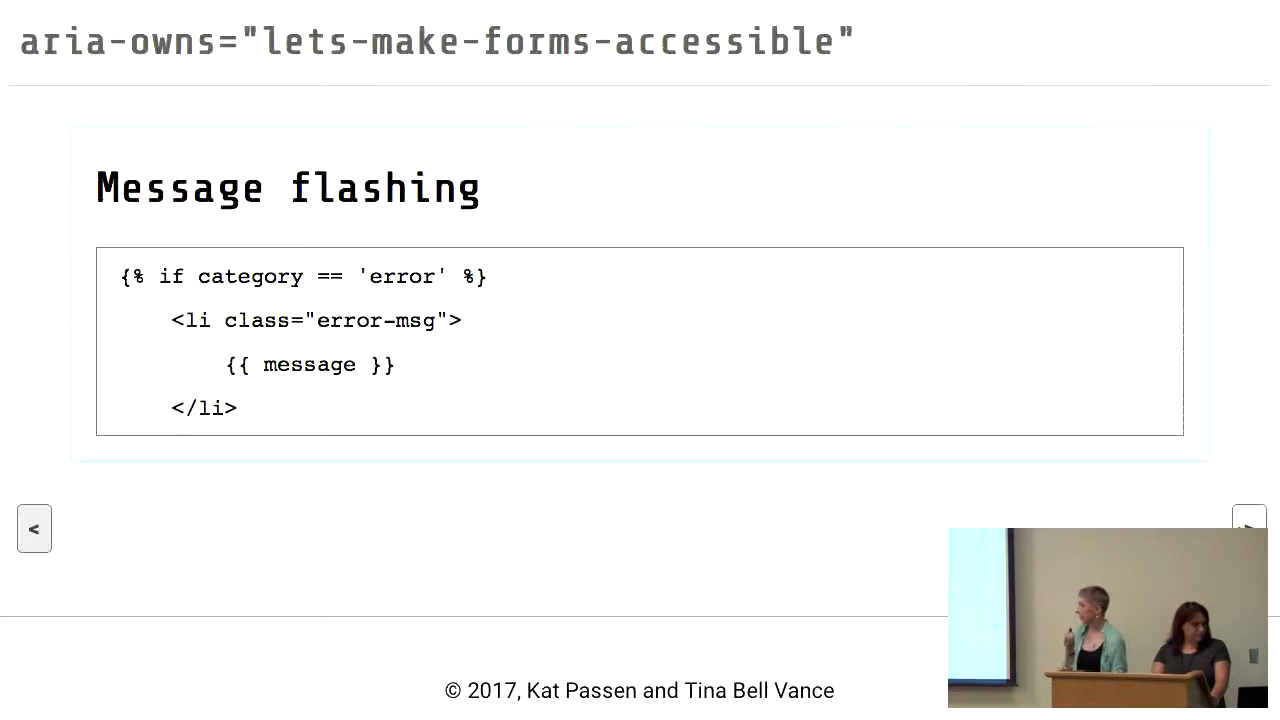 aria-owns="lets-make-forms-accessible"
Message flashing
{% if category == 'error' %}
<li class="error-msg">
{{ message }}
</li>
<
© 2017, Kat Passen and Tina Bell Vance